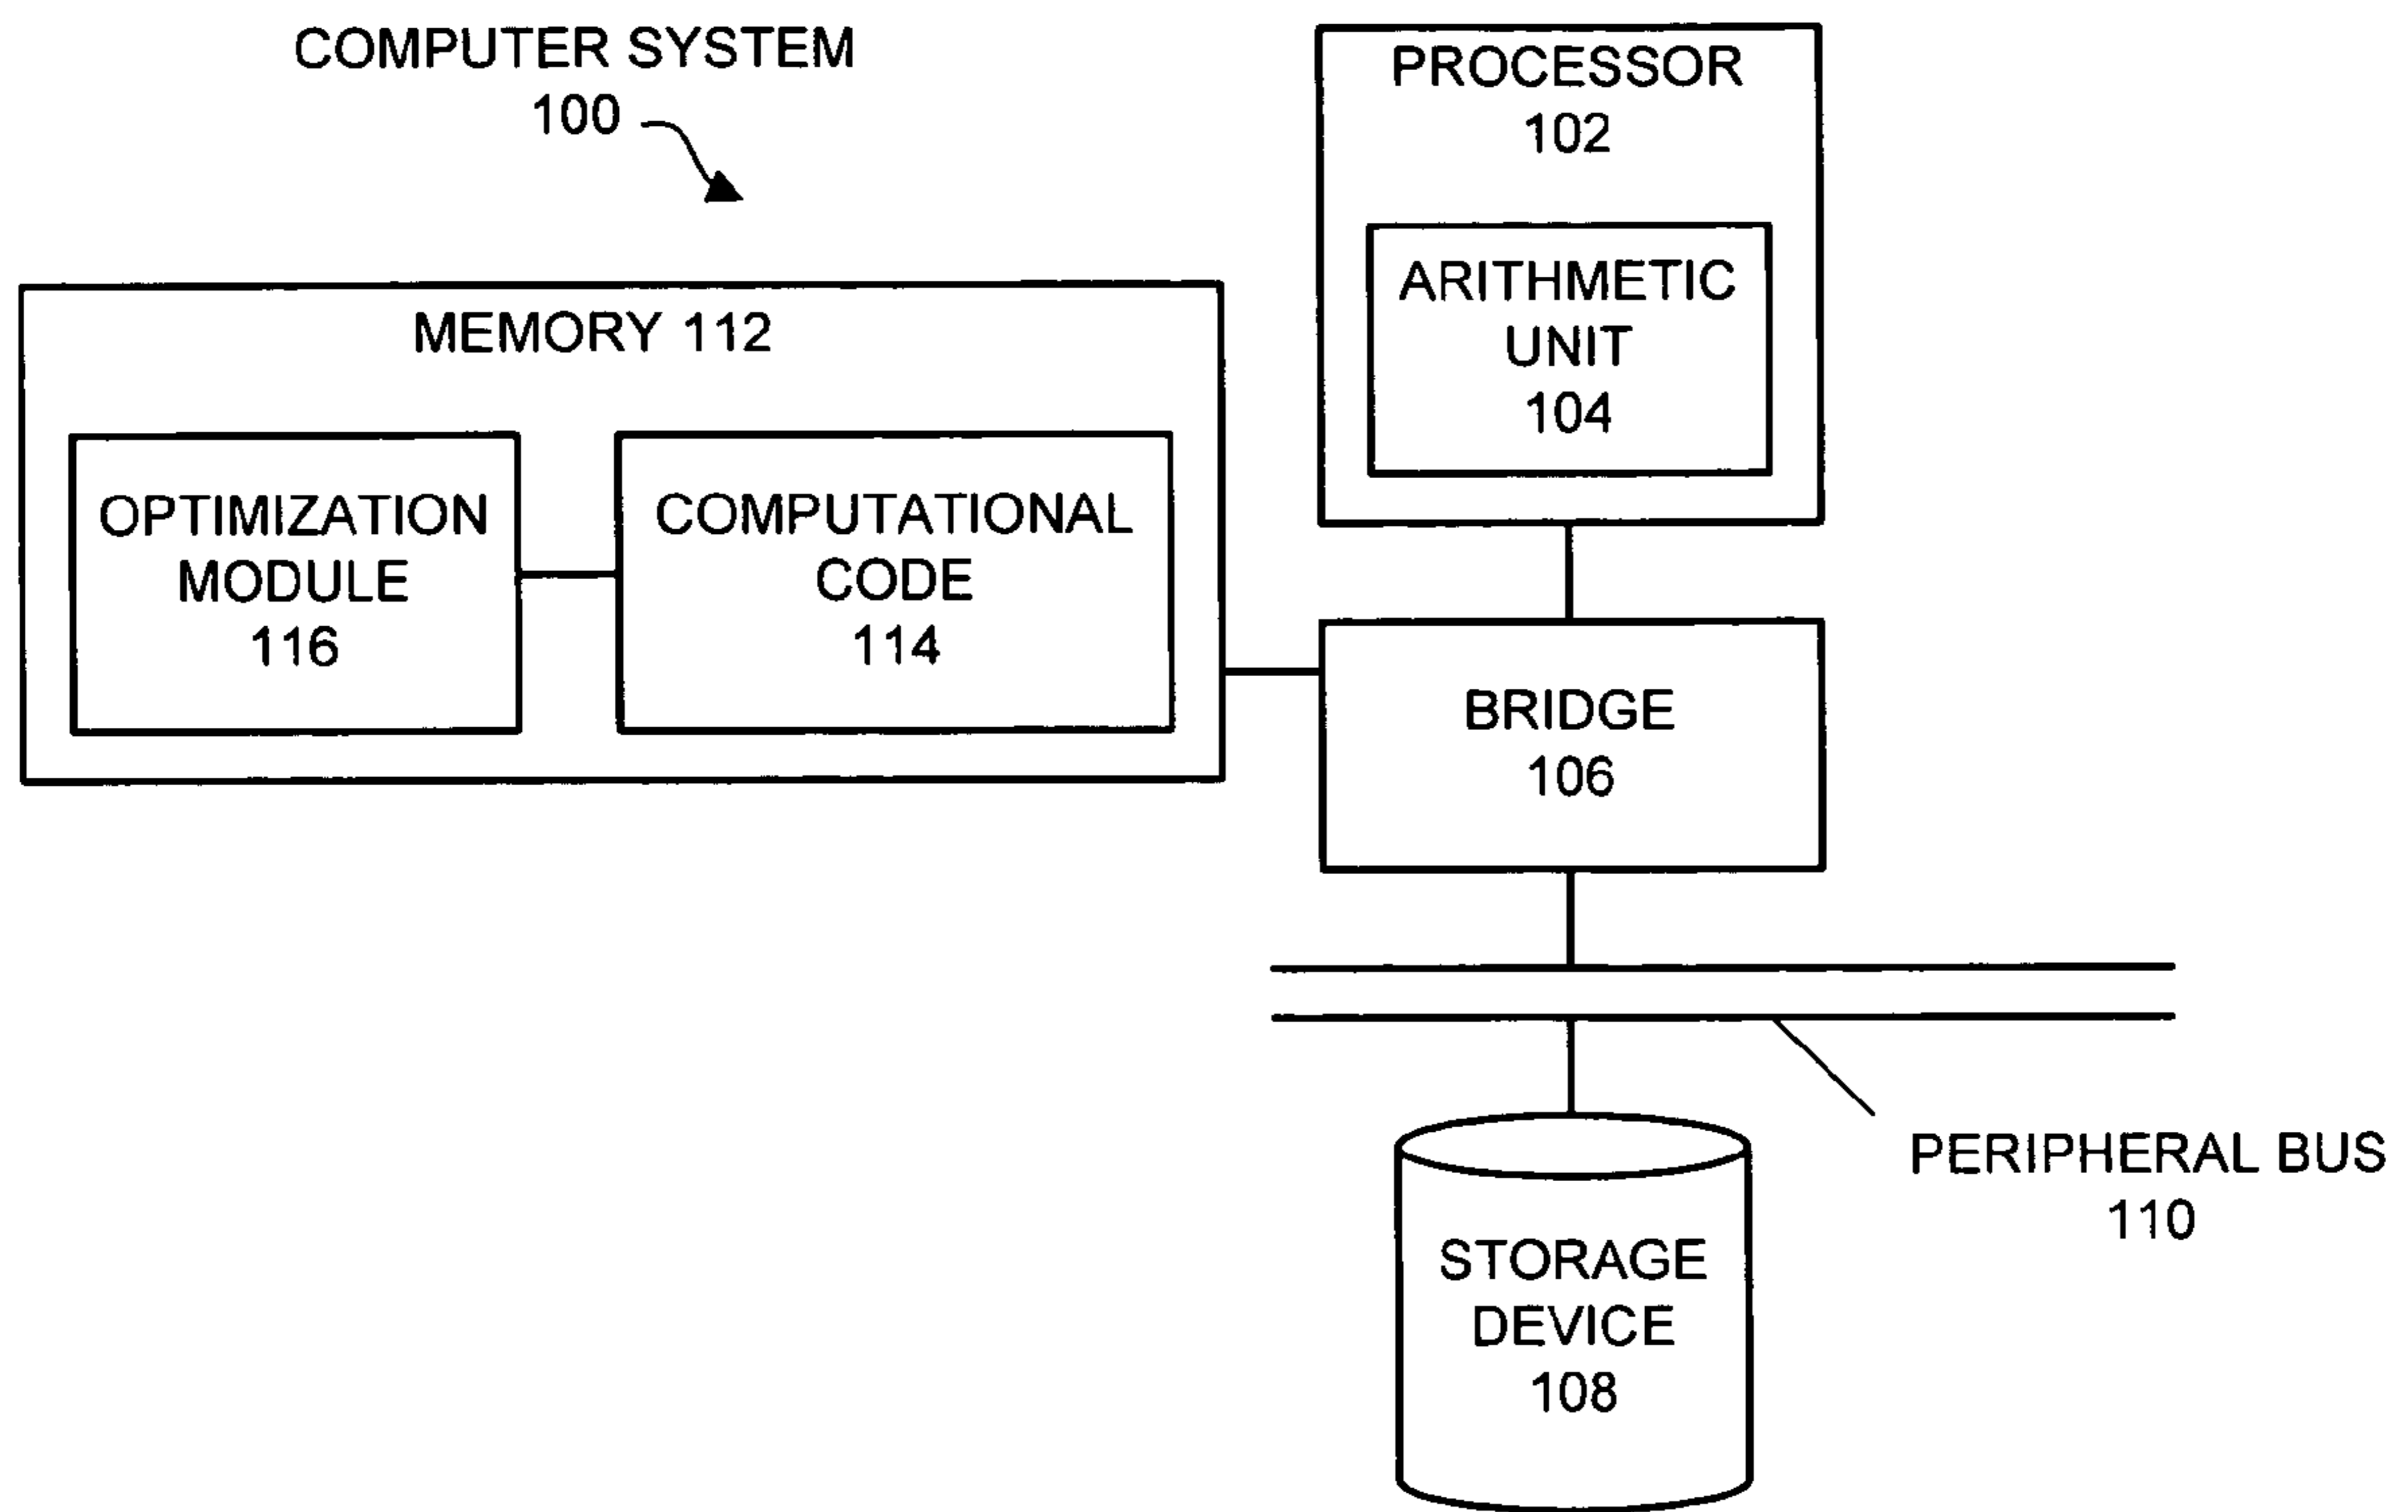 COMPUTER SYSTEM
100
PROCESSOR
102
ARITHMETIC
UNIT
104
MEMORY 112
OPTIMIZATION
MODULE
116
COMPUTATIONAL
CODE
114
BRIDGE
106
PERIPHERAL BUS
110
STORAGE
DEVICE
108